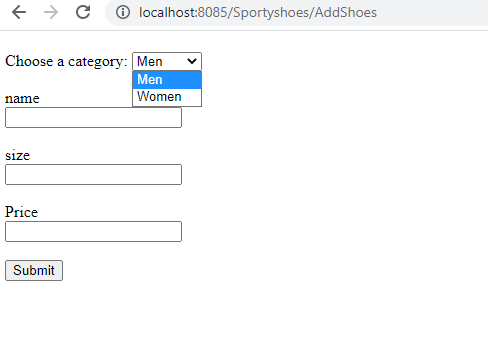 localhost:8085/Sportyshoes/AddShoes
Choose a category: Men
Men
Women
name
size
Price
Submit